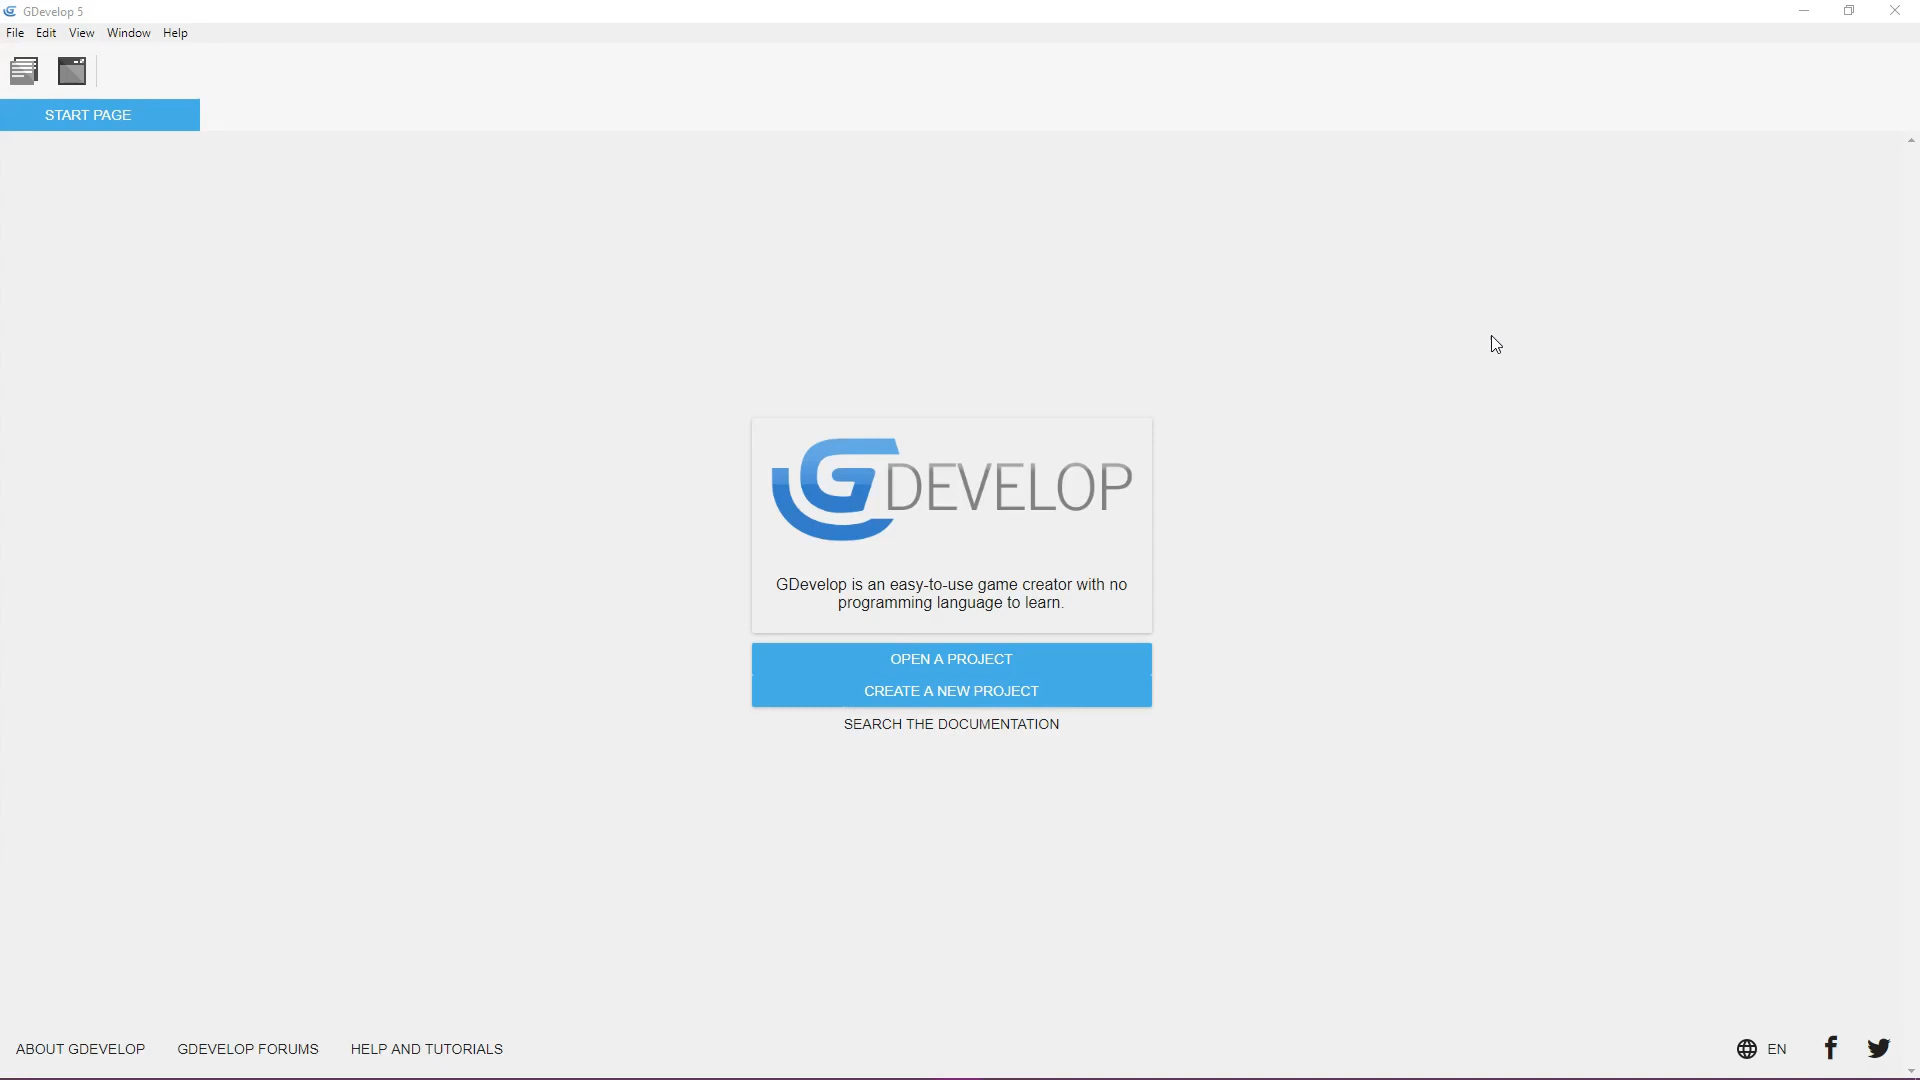 GDevelop 5
File Edit View Window Help
START PAGE
GDEVELOP
GDevelop is an easy-to-use game creator with no
programming language to learn.
OPEN A PROJECT
CREATE A NEW PROJECT
SEARCH THE DOCUMENTATION
ABOUT GDEVELOP GDEVELOP FORUMS HELP AND TUTORIALS EN